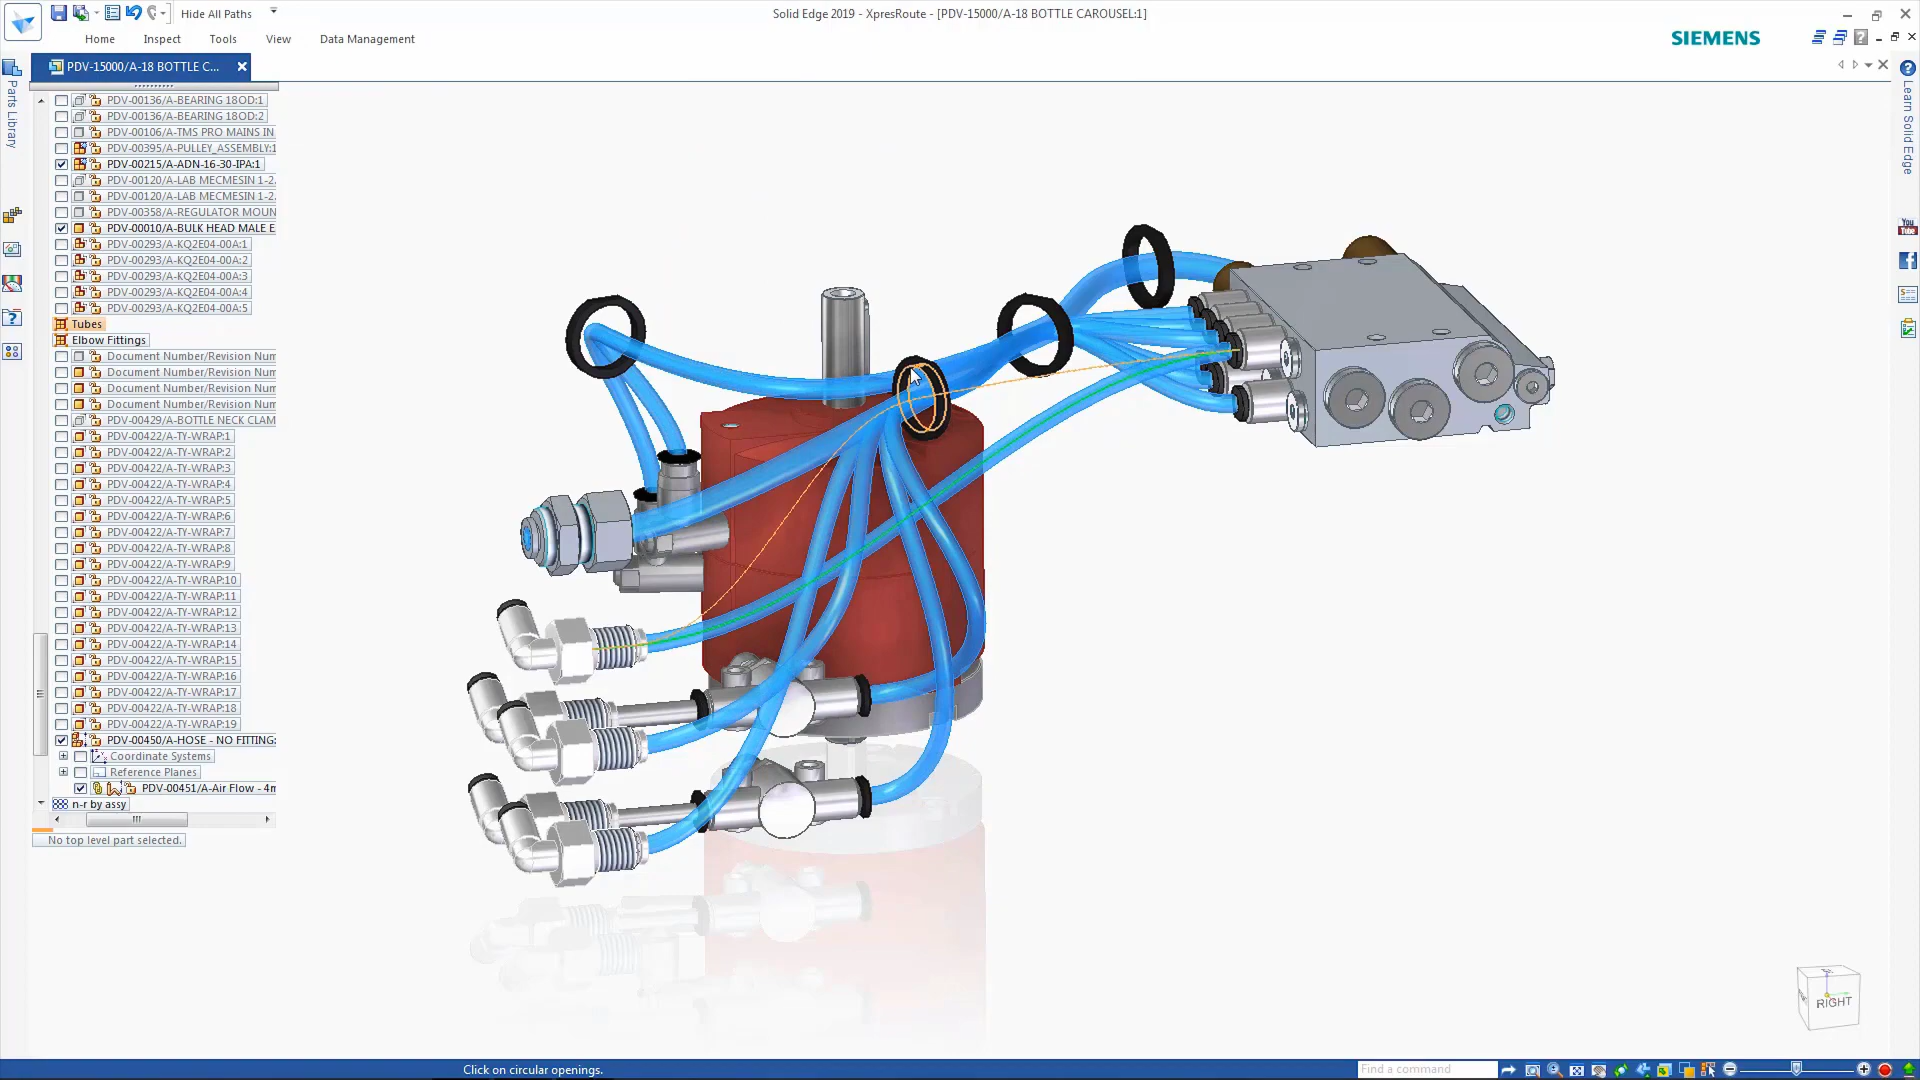 Hide All Paths
Solid Edge 2019 - XpresRoute - [PDV-15000/A-18 BOTTLE CAROUSEL:1]
Home
Inspect
Tools
View
Data Management
SIEMENS
PDV-15000/A-18 BOTTLE C...
Parts Library
Learn Solid Edge
PDV-00136/A-BEARING 18OD:1
PDV-00136/A-BEARING 18OD:2
PDV-00106/A-TMS PRO MAINS IN
PDV-00395/A-PULLEY_ASSEMBLY:1
PDV-00215/A-ADN-16-30-IPA:1
PDV-00120/A-LAB MECMESIN 1-2.
PDV-00120/A-LAB MECMESIN 1-2.
PDV-00358/A-REGULATOR MOUN
PDV-00010/A-BULK HEAD MALE E
PDV-00293/A-KQ2E04-00A:1
PDV-00293/A-KQ2E04-00A:2
PDV-00293/A-KQ2E04-00A:3
PDV-00293/A-KQ2E04-00A:4
PDV-00293/A-KQ2E04-00A:5
Tubes
Elbow Fittings
Document Number/Revision Num
Document Number/Revision Num
Document Number/Revision Num
Document Number/Revision Num
PDV-00429/A-BOTTLE NECK CLAM
PDV-00422/A-TY-WRAP:1
PDV-00422/A-TY-WRAP:2
PDV-00422/A-TY-WRAP:3
PDV-00422/A-TY-WRAP:4
PDV-00422/A-TY-WRAP:5
PDV-00422/A-TY-WRAP:6
PDV-00422/A-TY-WRAP:7
PDV-00422/A-TY-WRAP:8
PDV-00422/A-TY-WRAP:9
PDV-00422/A-TY-WRAP:10
PDV-00422/A-TY-WRAP:11
PDV-00422/A-TY-WRAP:12
PDV-00422/A-TY-WRAP:13
PDV-00422/A-TY-WRAP:14
PDV-00422/A-TY-WRAP:15
PDV-00422/A-TY-WRAP:16
PDV-00422/A-TY-WRAP:17
PDV-00422/A-TY-WRAP:18
PDV-00422/A-TY-WRAP:19
PDV-00450/A-HOSE - NO FITTING:
Coordinate Systems
Reference Planes
PDV-00451/A-Air Flow - 4m
n-r by assy
No top level part selected.
You
Tube
RIGHT
Click on circular openings.
Find a command